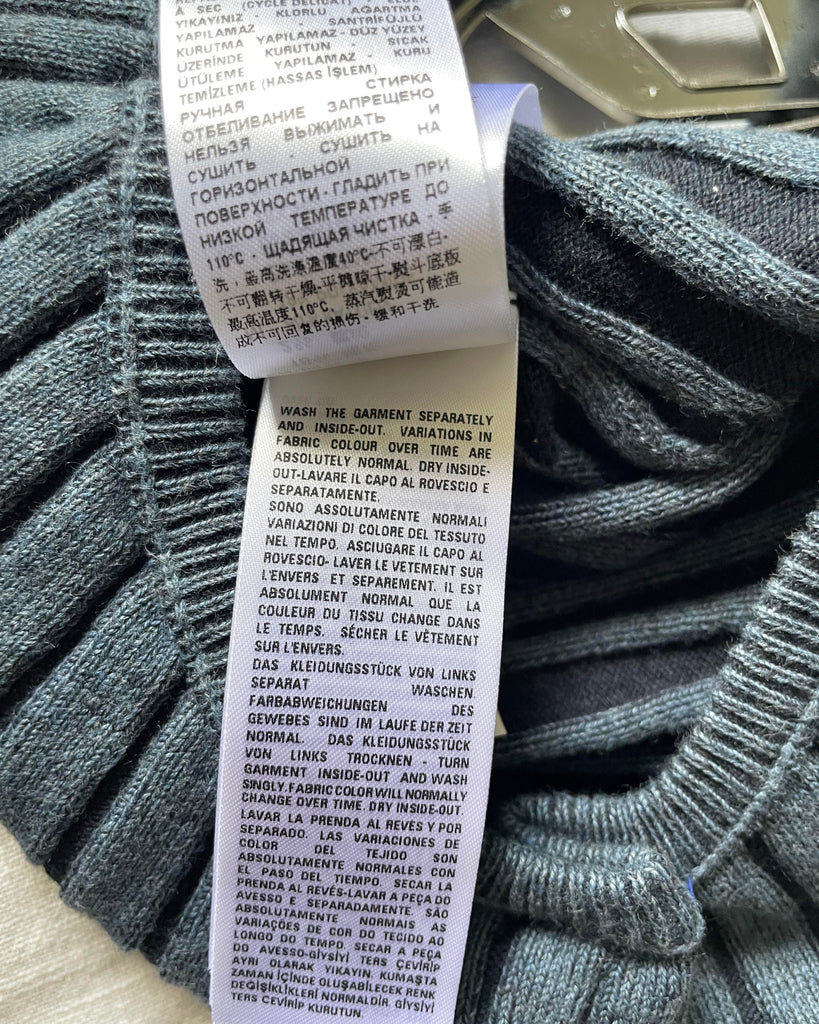 SEC (CYCLE DELICAT) AĞARTMA
YIKAYINIZ - KLORLU
YAPILAMAZ - SANTRİFÜJLÜ
KURUTMA YAPILAMAZ - DÜZ YÜZEY
ÜZERİNDE KURUTUN - SICAK
ÜTÜLEME YAPILAMAZ - KURU
TEMİZLEME (HASSAS İŞLEM)
РУЧНАЯ СТИРКА
ОТБЕЛИВАНИЕ ЗАПРЕЩЕНО
НЕЛЬЗЯ ВЫЖИМАТЬ И
СУШИТЬ - СУШИТЬ НА
ГОРИЗОНТАЛЬНОЙ
ПОВЕРХНОСТИ - ГЛАДИТЬ ПРИ
НИЗКОЙ ТЕМПЕРАТУРЕ ДО
110°C - ЩАДЯЩАЯ ЧИСТКА - 手
洗，最高洗涤温度40°C-不可漂白-
不可翻转干燥-平摊晾干-熨斗底板
最高温度110°C，蒸汽熨烫可能造
成不可回复的损伤-缓和干洗
WASH THE GARMENT SEPARATELY
AND INSIDE-OUT. VARIATIONS IN
FABRIC COLOUR OVER TIME ARE
ABSOLUTELY NORMAL. DRY INSIDE-
OUT-LAVARE IL CAPO AL ROVESCIO E
SEPARATAMENTE.
SONO ASSOLUTAMENTE NORMALI
VARIAZIONI DI COLORE DEL TESSUTO
NEL TEMPO. ASCIUGARE IL CAPO AL
ROVESCIO- LAVER LE VETEMENT SUR
L'ENVERS ET SEPAREMENT. IL EST
ABSOLUMENT NORMAL QUE LA
COULEUR DU TISSU CHANGE DANS
LE TEMPS. SÉCHER LE VÊTEMENT
SUR L'ENVERS.
DAS KLEIDUNGSSTÜCK VON LINKS
SEPARAT WASCHEN.
FARBABWEICHUNGEN DES
GEWEBES SIND IM LAUFE DER ZEIT
NORMAL. DAS KLEIDUNGSSTÜCK
VON LINKS TROCKNEN - TURN
GARMENT INSIDE-OUT AND WASH
SINGLY. FABRIC COLOR WILL NORMALLY
CHANGE OVER TIME. DRY INSIDE-OUT.
LAVAR LA PRENDA AL REVÉS Y POR
SEPARADO. LAS VARIACIONES DE
COLOR DEL TEJIDO SON
ABSOLUTAMENTE NORMALES CON
EL PASO DEL TIEMPO. SECAR LA
PRENDA AL REVÉS-LAVAR A PEÇA DO
AVESSO E SEPARADAMENTE. SÃO
ABSOLUTAMENTE NORMAIS AS
VARIAÇÕES DE COR DO TECIDO AO
LONGO DO TEMPO. SECAR A PEÇA
DO AVESSO-GİYSİYİ TERS ÇEVİRİP
AYRI OLARAK YIKAYIN. KUMAŞTA
ZAMAN İÇİNDE OLUŞABİLECEK RENK
DEĞİŞİKLİKLERİ NORMALDİR. GİYSİYİ
TERS ÇEVİRİP KURUTUN.